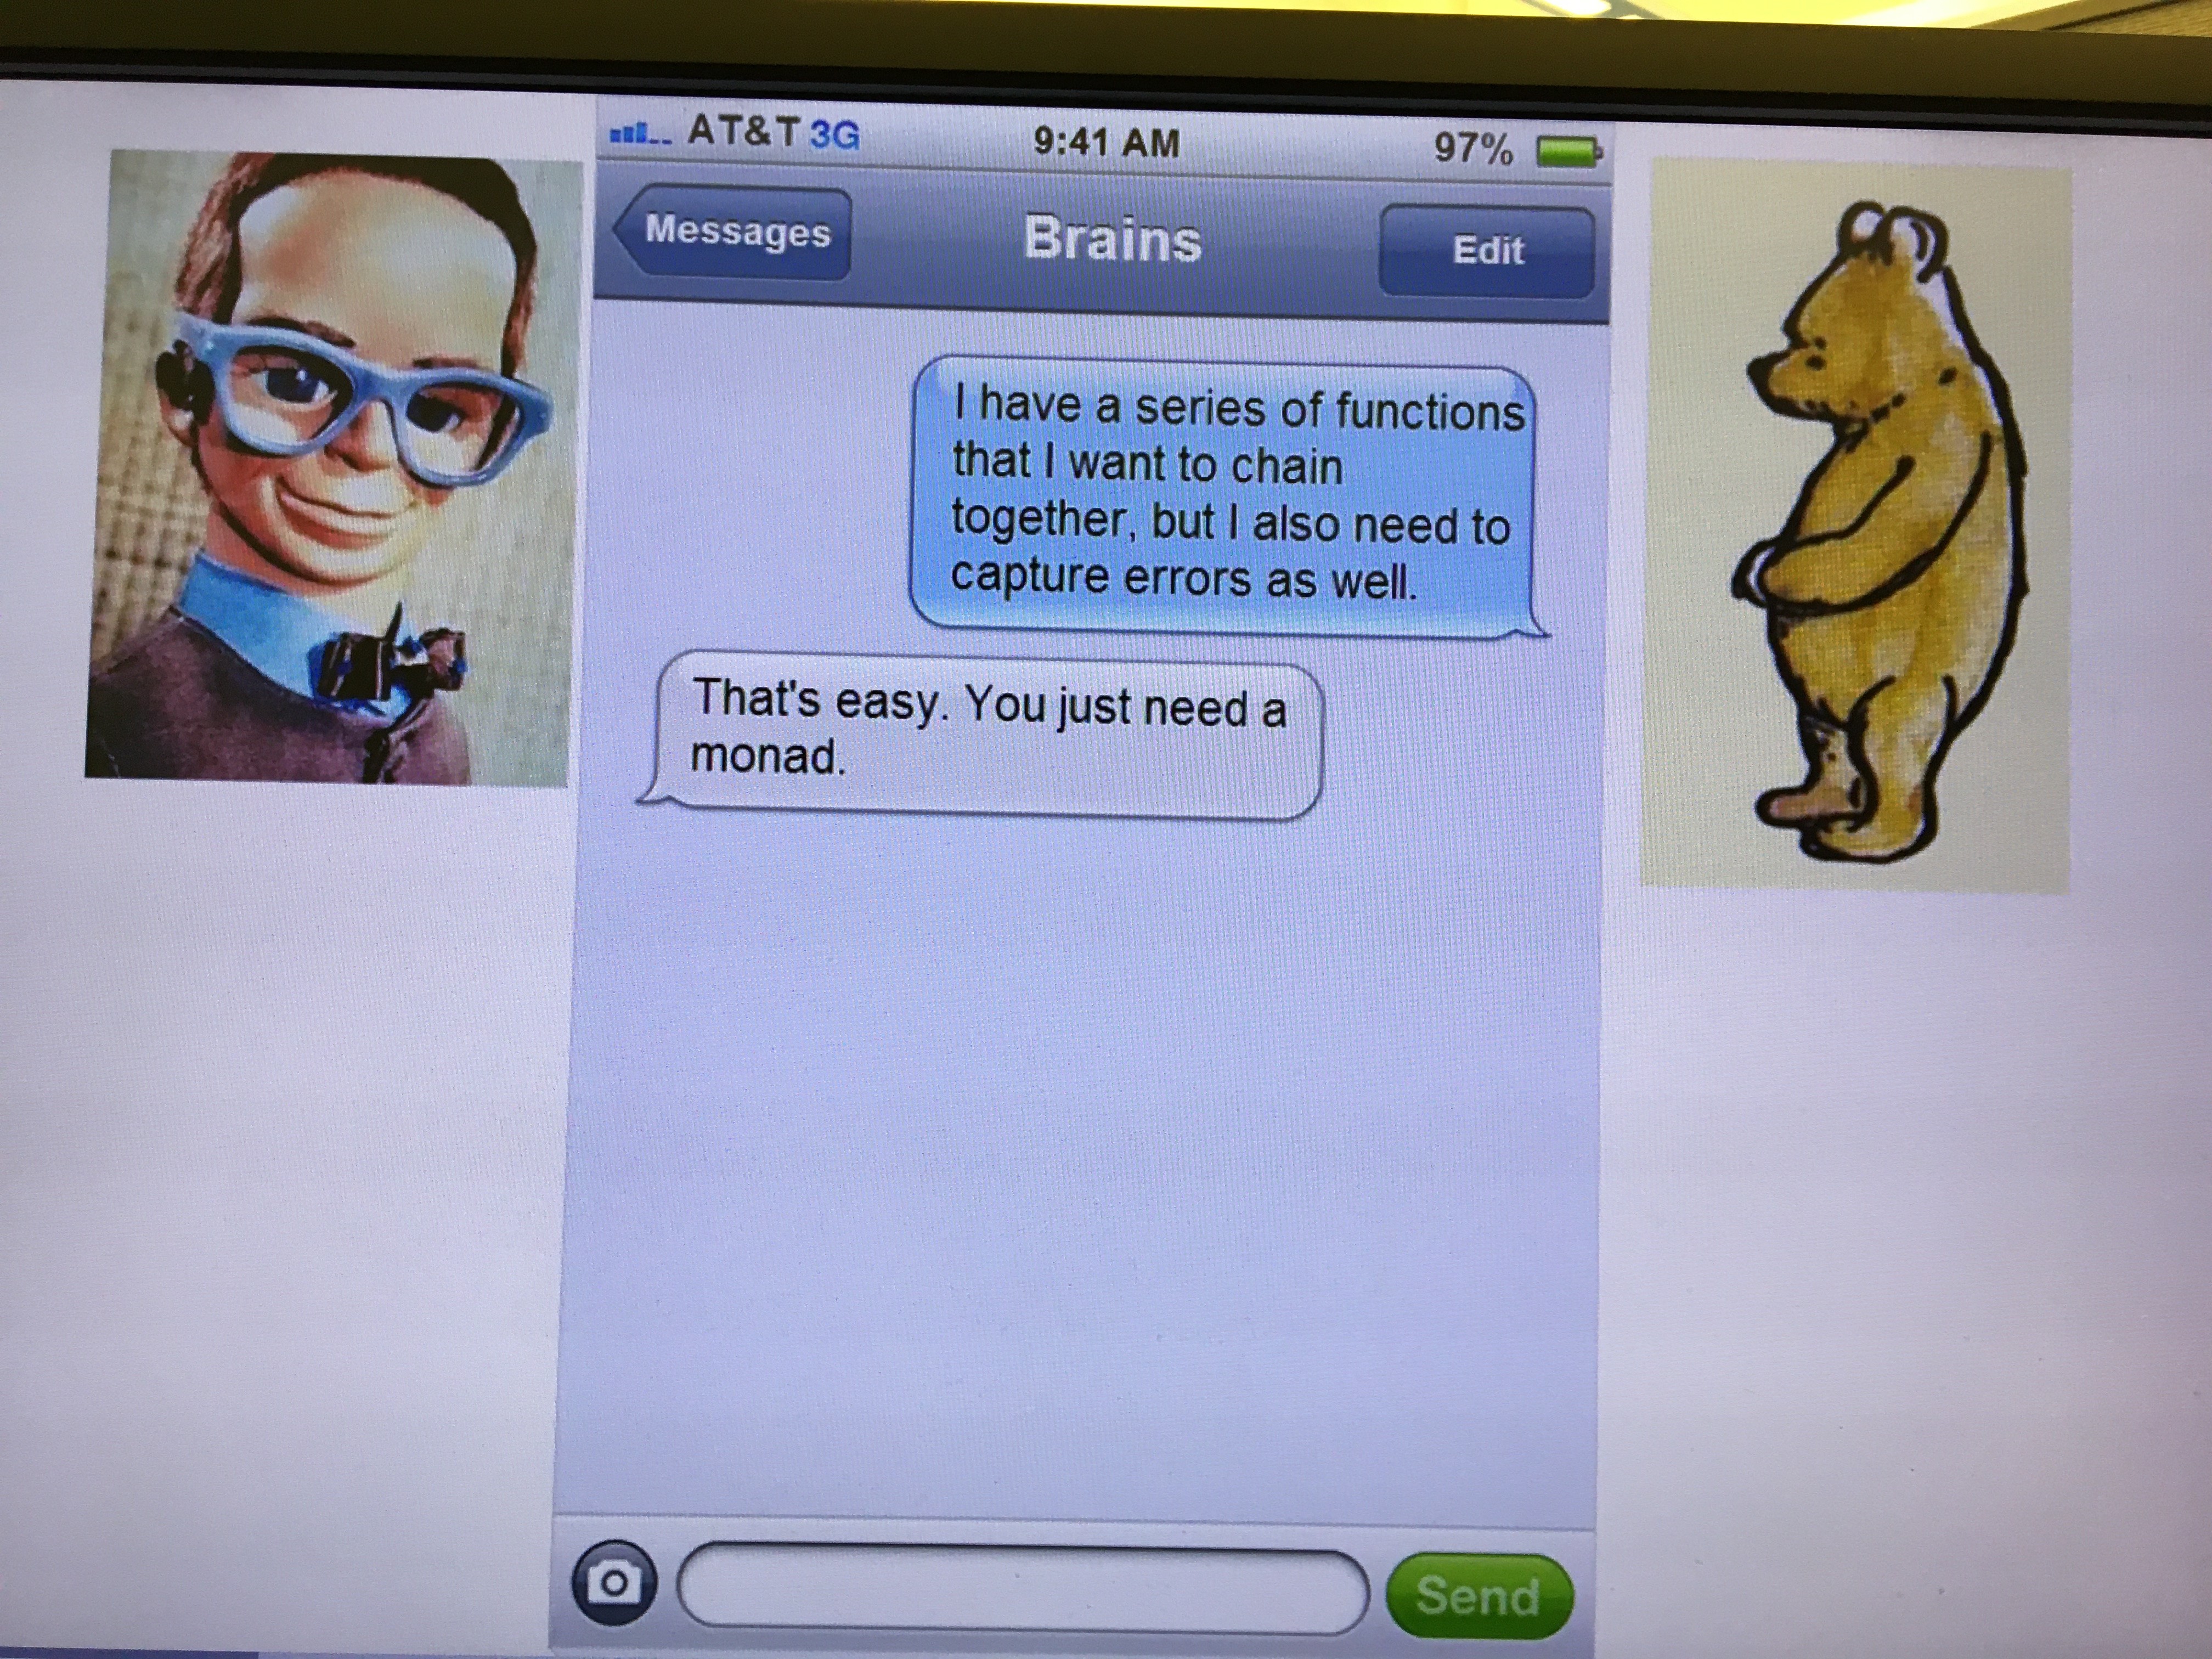 AT&T 3G 9:41 AM 97%
Messages Brains Edit
I have a series of functions
that I want to chain
together, but I also need to
capture errors as well.
That's easy. You just need a
monad.
Send